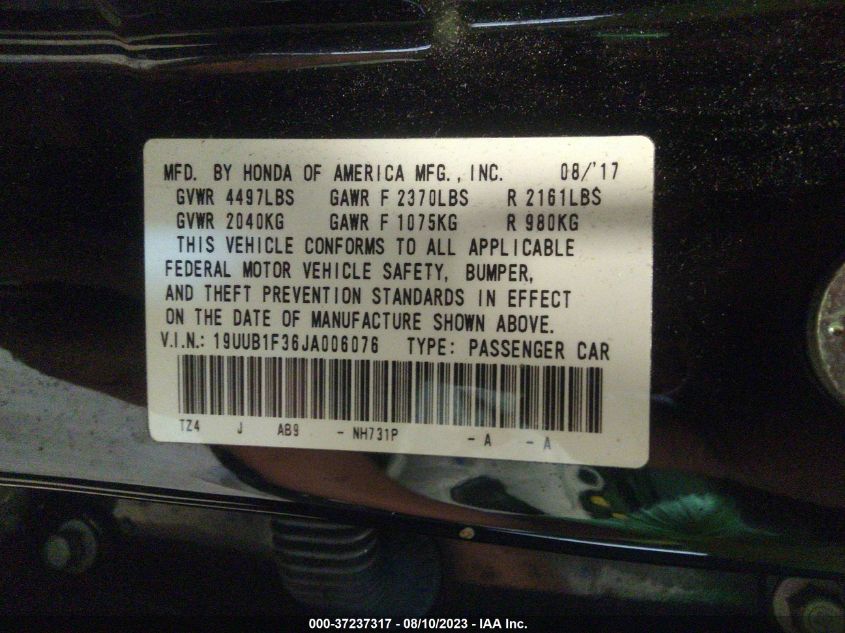 MFD. BY HONDA OF AMERICA MFG., INC. 08/'17
GVWR 4497LBS GAWR F 2370LBS R 2161LBS
GVWR 2040KG GAWR F 1075KG R 980KG
THIS VEHICLE CONFORMS TO ALL APPLICABLE
FEDERAL MOTOR VEHICLE SAFETY, BUMPER,
AND THEFT PREVENTION STANDARDS IN EFFECT
ON THE DATE OF MANUFACTURE SHOWN ABOVE.
V.I.N.: 19UUB1F36JA006076 TYPE: PASSENGER CAR
TZ4 J AB9 - NH731P - A - A
000-37237317 - 08/10/2023 - IAA Inc.